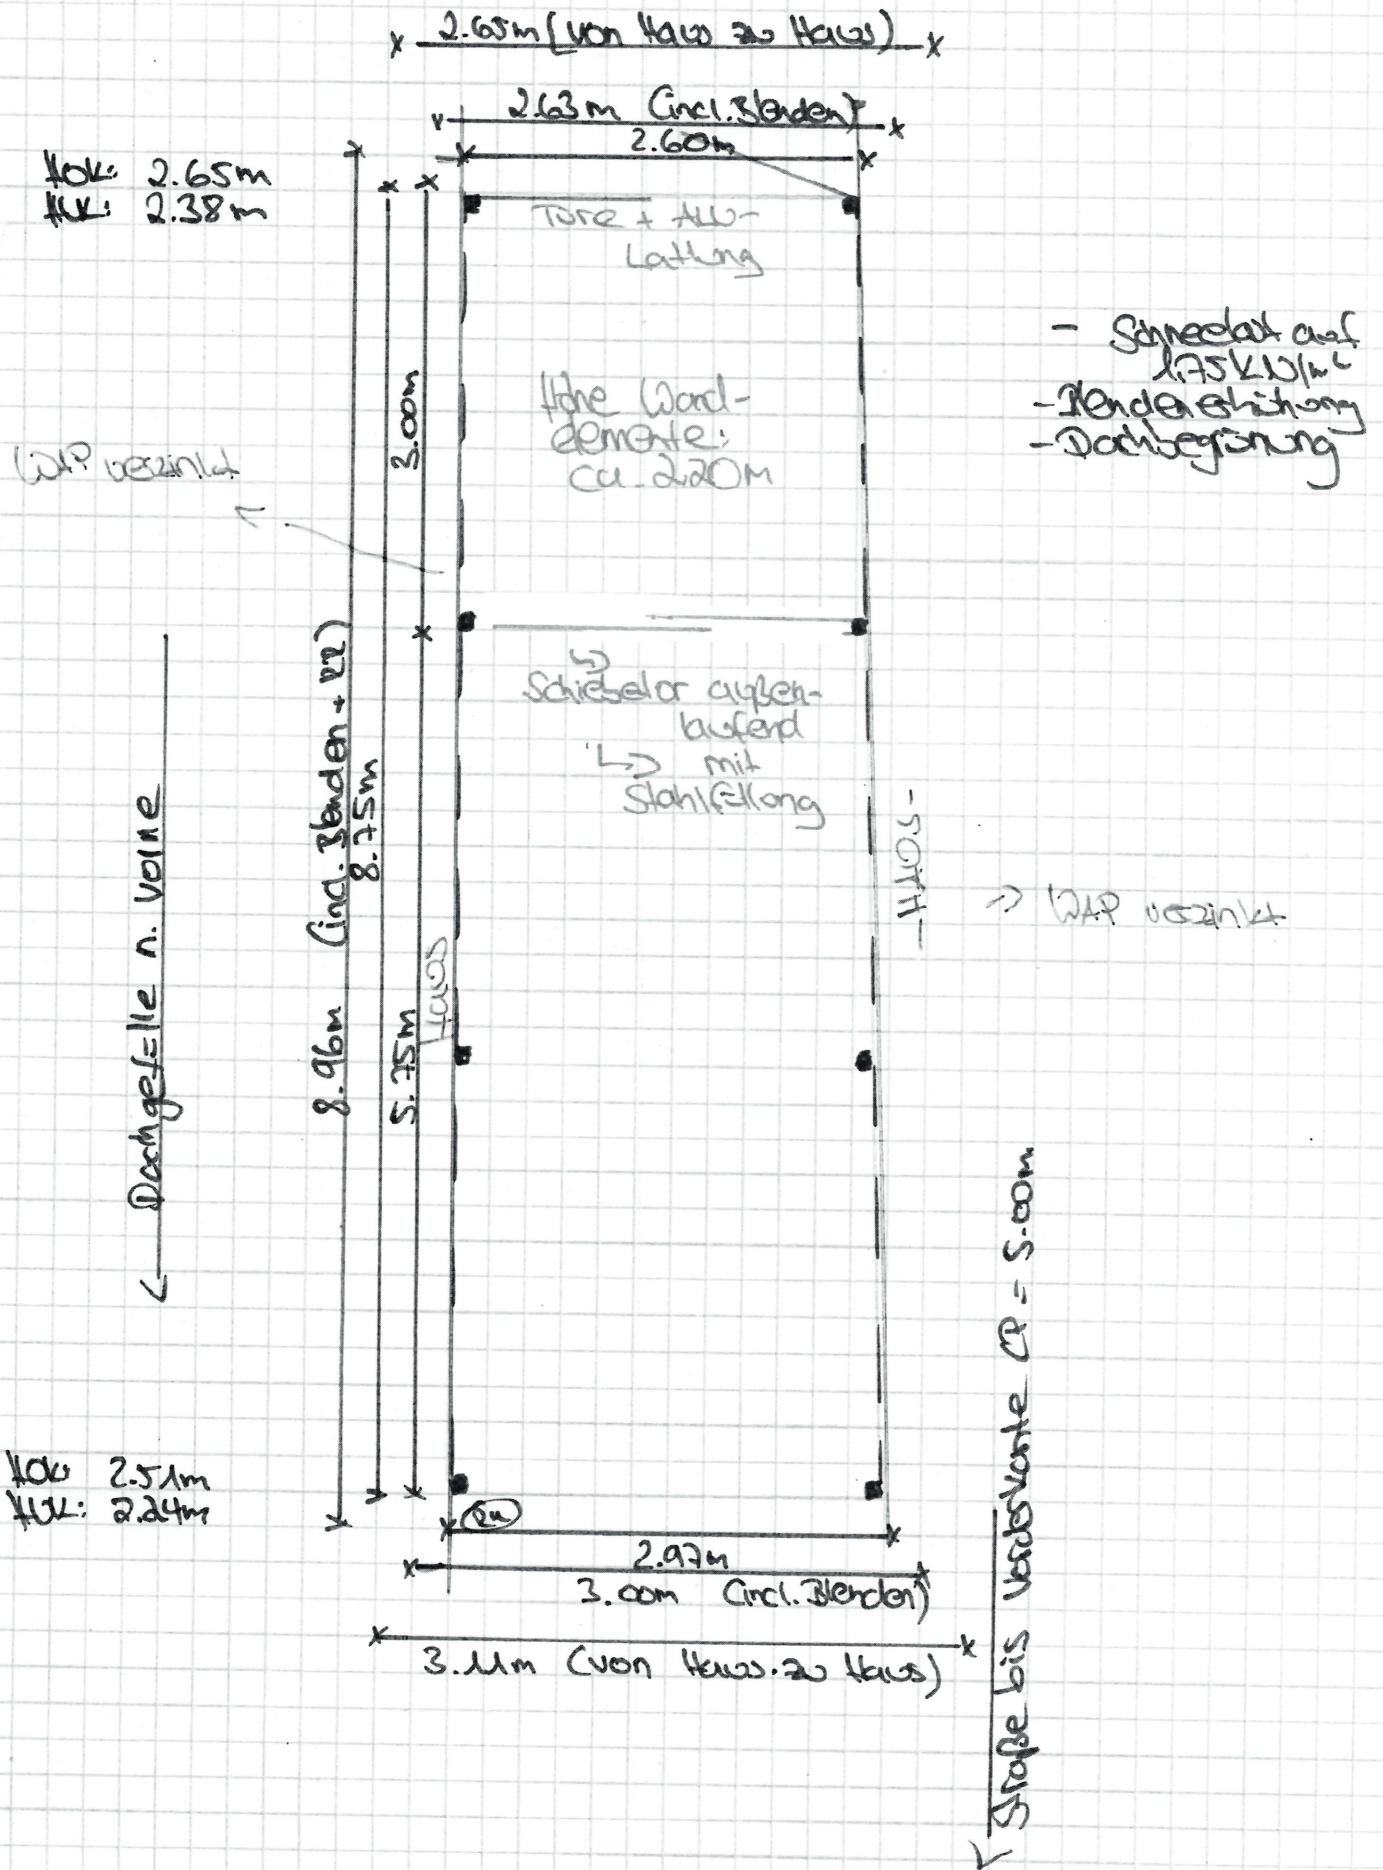 2.65m (von Haus zu Haus)
2.63m (incl. Blenden)
2.60m
HOK: 2.65m
HUK: 2.38m
Türe + Alu-
Lattung
3.00m
Höhe Wand-
elemente:
ca. 2.20m
- Schneelast auf
1,75 KN/m²
- Blendenerhöhung
- Dachbegrünung
WAP verzinkt
Schiebetor außen-
laufend
mit
Stahlfüllung
8.96m (incl. Blenden + RR)
8.75m
5.75m
Dachgefälle n. vorne
HAUS
-HAUS-
WAP verzinkt
Straße bis Vorderkante CP = 5.00m
HOK: 2.51m
HUK: 2.24m
2.97m
3.00m (incl. Blenden)
3.11m (von Haus zu Haus)